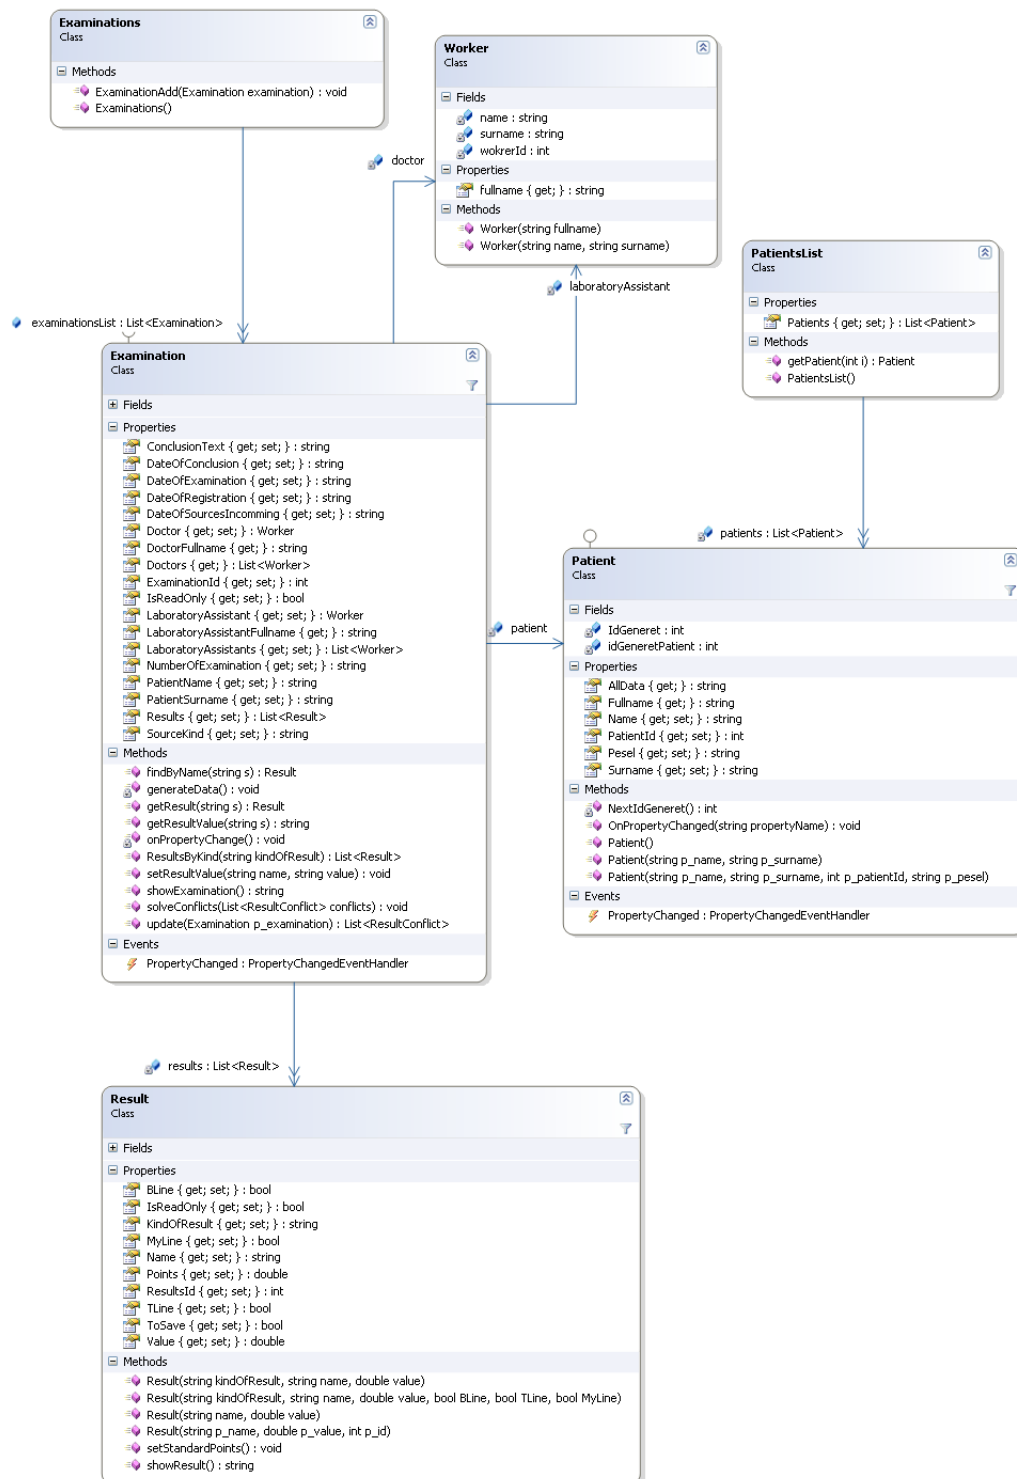 Examinations
Class
Methods
ExaminationAdd(Examination examination) : void
Examinations()
Worker
Class
Fields
name : string
surname : string
wokrerId : int
Properties
fullname { get; } : string
Methods
Worker(string fullname)
Worker(string name, string surname)
doctor
laboratoryAssistant
PatientsList
Class
Properties
Patients { get; set; } : List<Patient>
Methods
getPatient(int i) : Patient
PatientsList()
examinationsList : List<Examination>
Examination
Class
Fields
Properties
ConclusionText { get; set; } : string
DateOfConclusion { get; set; } : string
DateOfExamination { get; set; } : string
DateOfRegistration { get; set; } : string
DateOfSourcesIncomming { get; set; } : string
Doctor { get; set; } : Worker
DoctorFullname { get; } : string
Doctors { get; } : List<Worker>
ExaminationId { get; set; } : int
IsReadOnly { get; set; } : bool
LaboratoryAssistant { get; set; } : Worker
LaboratoryAssistantFullname { get; } : string
LaboratoryAssistants { get; set; } : List<Worker>
NumberOfExamination { get; set; } : string
PatientName { get; set; } : string
PatientSurname { get; set; } : string
Results { get; set; } : List<Result>
SourceKind { get; set; } : string
Methods
findByName(string s) : Result
generateData() : void
getResult(string s) : Result
getResultValue(string s) : string
onPropertyChange() : void
ResultsByKind(string kindOfResult) : List<Result>
setResultValue(string name, string value) : void
showExamination() : string
solveConflicts(List<ResultConflict> conflicts) : void
update(Examination p_examination) : List<ResultConflict>
Events
PropertyChanged : PropertyChangedEventHandler
patient
patients : List<Patient>
Patient
Class
Fields
IdGeneret : int
idGeneretPatient : int
Properties
AllData { get; } : string
Fullname { get; } : string
Name { get; set; } : string
PatientId { get; set; } : int
Pesel { get; set; } : string
Surname { get; set; } : string
Methods
NextIdGeneret() : int
OnPropertyChanged(string propertyName) : void
Patient()
Patient(string p_name, string p_surname)
Patient(string p_name, string p_surname, int p_patientId, string p_pesel)
Events
PropertyChanged : PropertyChangedEventHandler
results : List<Result>
Result
Class
Fields
Properties
BLine { get; set; } : bool
IsReadOnly { get; set; } : bool
KindOfResult { get; set; } : string
MyLine { get; set; } : bool
Name { get; set; } : string
Points { get; set; } : double
ResultsId { get; set; } : int
TLine { get; set; } : bool
ToSave { get; set; } : bool
Value { get; set; } : double
Methods
Result(string kindOfResult, string name, double value)
Result(string kindOfResult, string name, double value, bool BLine, bool TLine, bool MyLine)
Result(string name, double value)
Result(string p_name, double p_value, int p_id)
setStandardPoints() : void
showResult() : string